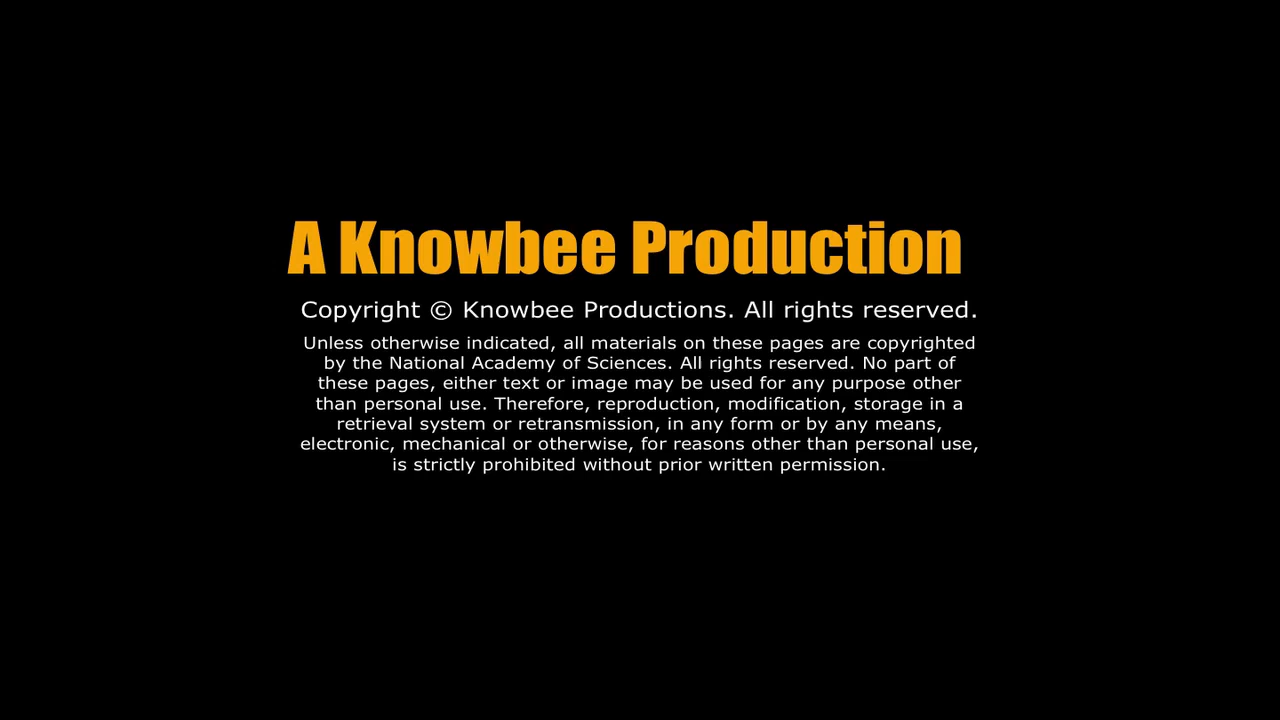 A Knowbee Production
Copyright © Knowbee Productions. All rights reserved.
Unless otherwise indicated, all materials on these pages are copyrighted
by the National Academy of Sciences. All rights reserved. No part of
these pages, either text or image may be used for any purpose other
than personal use. Therefore, reproduction, modification, storage in a
retrieval system or retransmission, in any form or by any means,
electronic, mechanical or otherwise, for reasons other than personal use,
is strictly prohibited without prior written permission.